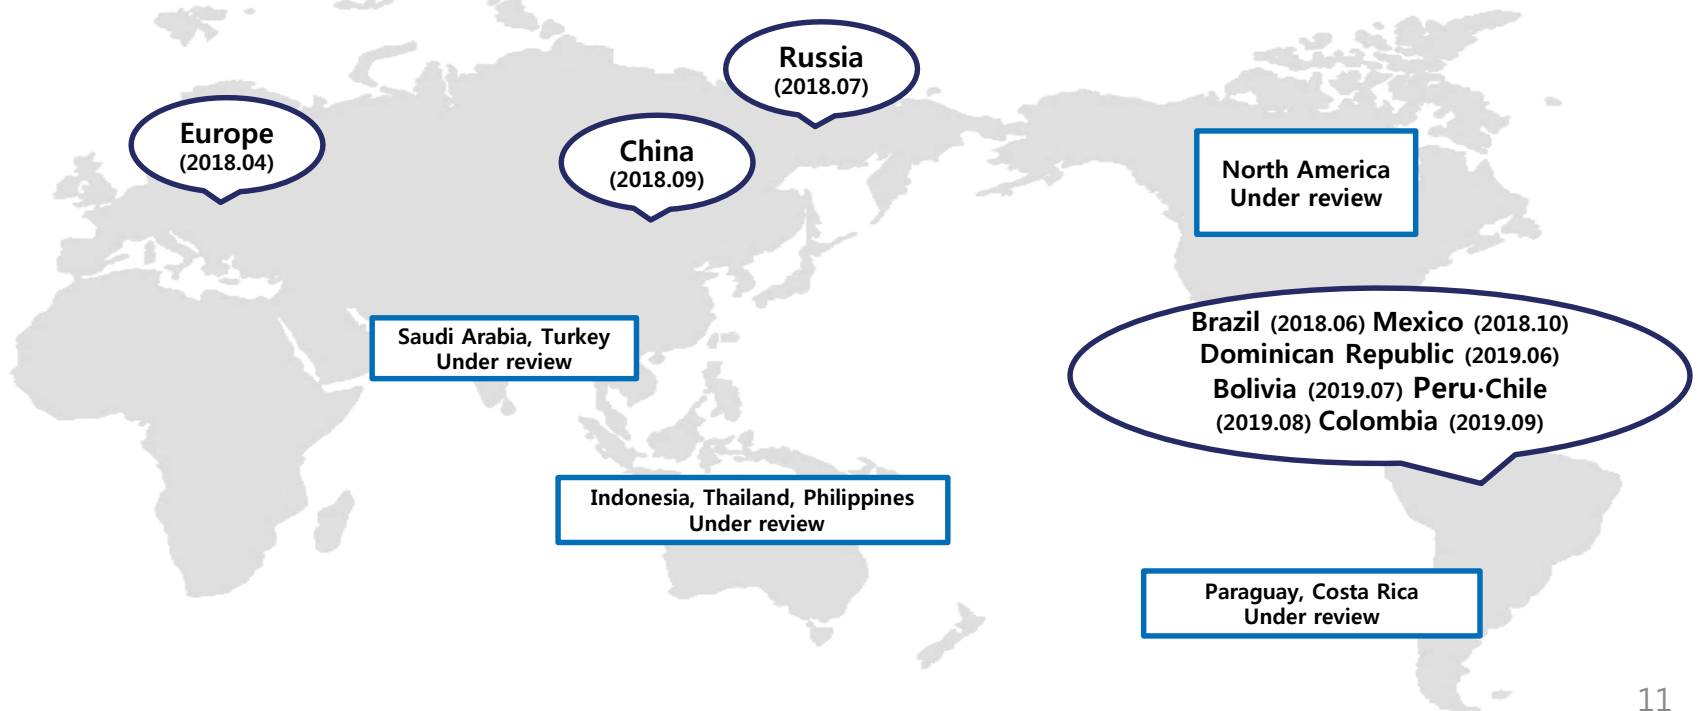 Russia
(2018.07)
Europe
(2018.04)
China
(2018.09)
North America
Under review
Brazil (2018.06) Mexico (2018.10)
Dominican Republic (2019.06)
Bolivia (2019.07) Peru·Chile
(2019.08) Colombia (2019.09)
Saudi Arabia, Turkey
Under review
Indonesia, Thailand, Philippines
Under review
Paraguay, Costa Rica
Under review
11